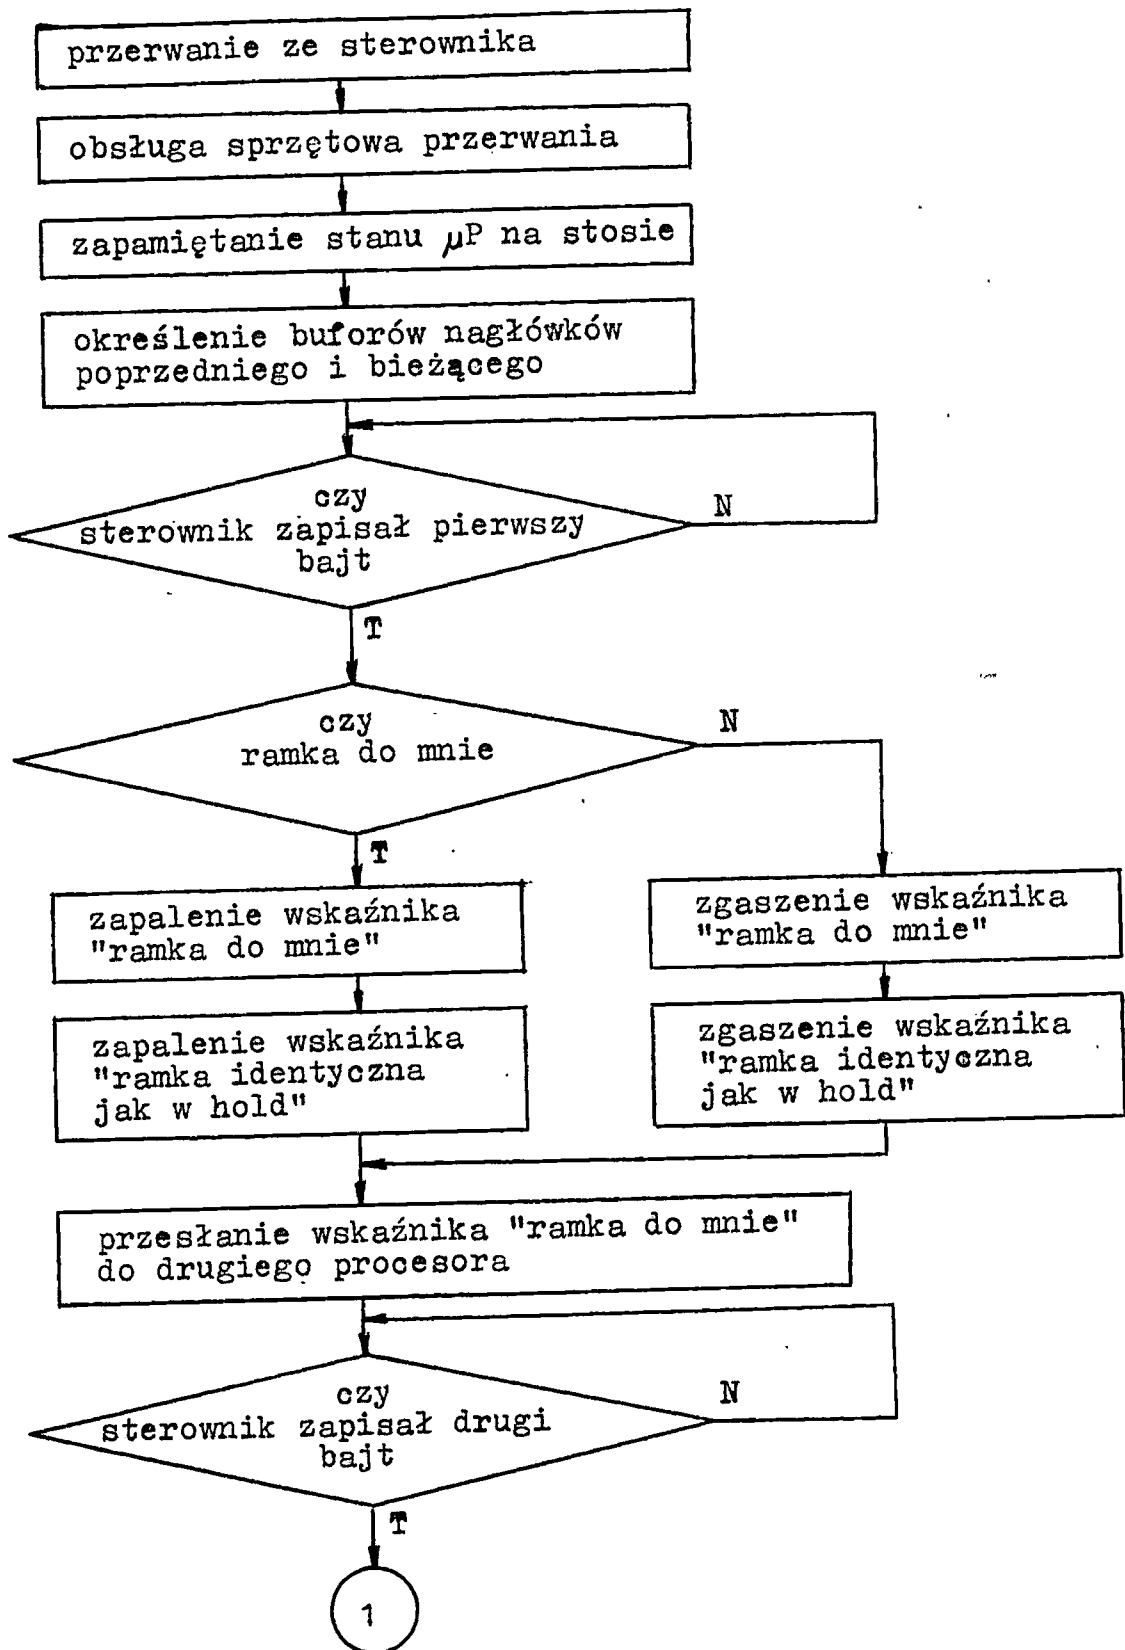 przerwanie ze sterownika
obsługa sprzętowa przerwania
zapamiętanie stanu μP na stosie
określenie buforów nagłówków
poprzedniego i bieżącego
czy
sterownik zapisał pierwszy
bajt
N
T
czy
ramka do mnie
N
T
zapalenie wskaźnika
"ramka do mnie"
zgaszenie wskaźnika
"ramka do mnie"
zapalenie wskaźnika
"ramka identyczna
jak w hold"
zgaszenie wskaźnika
"ramka identyczna
jak w hold"
przesłanie wskaźnika "ramka do mnie"
do drugiego procesora
czy
sterownik zapisał drugi
bajt
N
T
1